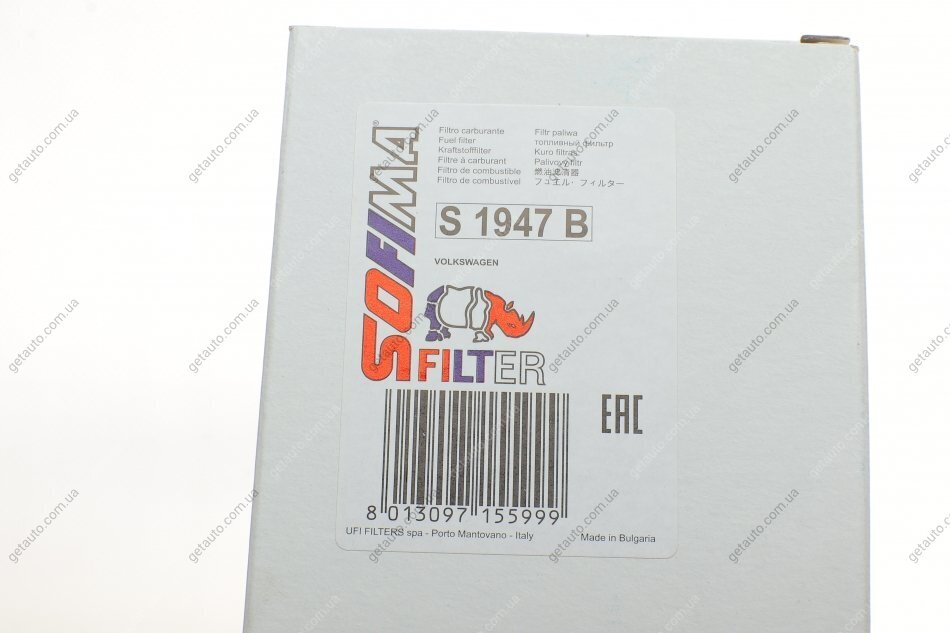 SOFIMA®
FILTER
Filtro carburante
Fuel filter
Kraftstofffilter
Filtre à carburant
Filtro de combustible
Filtro de combustível
Filtr paliwa
топливный фильтр
Kuro filtras
Palivový filtr
燃油滤清器
フュエル・フィルター
S 1947 B
VOLKSWAGEN
EAC
8 013097 155999
UFI FILTERS spa - Porto Mantovano - Italy
Made in Bulgaria
getauto.com.ua